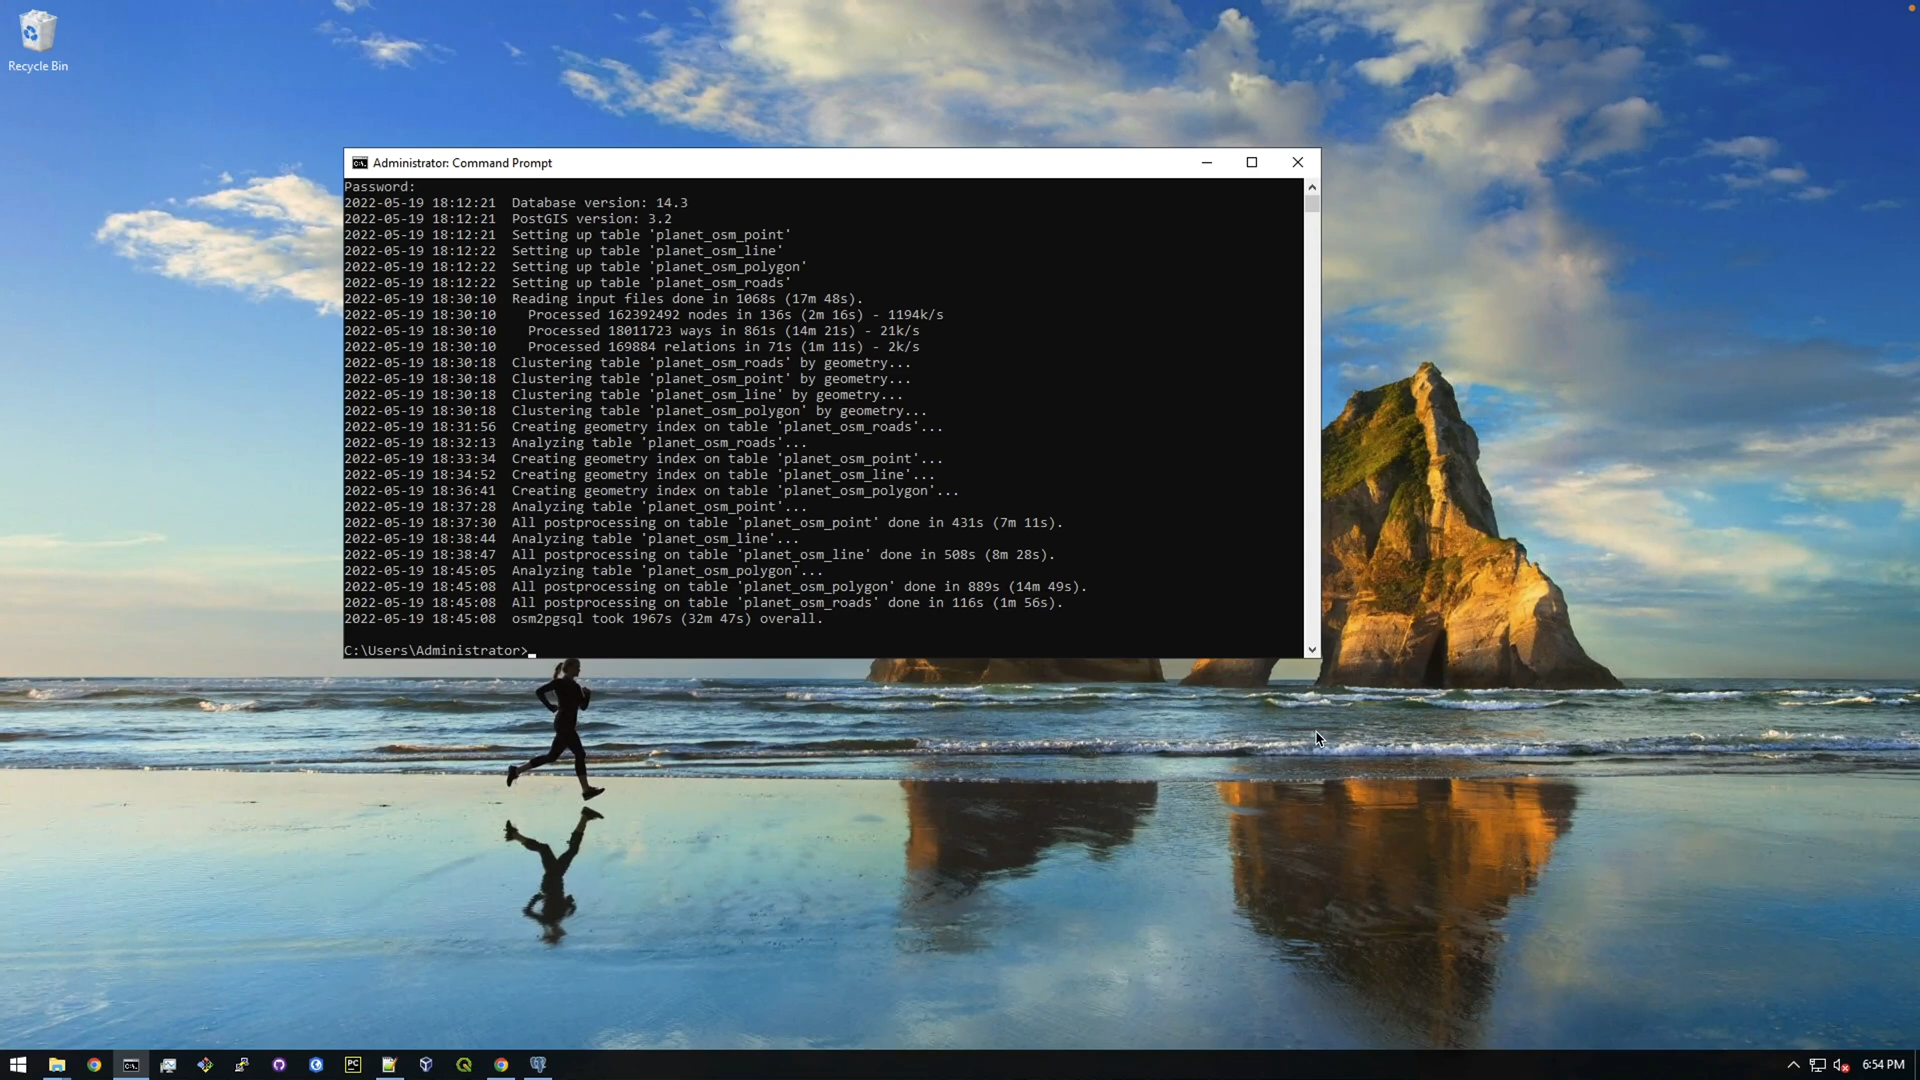 Recycle Bin
Administrator: Command Prompt
Password:
2022-05-19 18:12:21  Database version: 14.3
2022-05-19 18:12:21  PostGIS version: 3.2
2022-05-19 18:12:21  Setting up table 'planet_osm_point'
2022-05-19 18:12:22  Setting up table 'planet_osm_line'
2022-05-19 18:12:22  Setting up table 'planet_osm_polygon'
2022-05-19 18:12:22  Setting up table 'planet_osm_roads'
2022-05-19 18:30:10  Reading input files done in 1068s (17m 48s).
2022-05-19 18:30:10    Processed 162392492 nodes in 136s (2m 16s) - 1194k/s
2022-05-19 18:30:10    Processed 18011723 ways in 861s (14m 21s) - 21k/s
2022-05-19 18:30:10    Processed 169884 relations in 71s (1m 11s) - 2k/s
2022-05-19 18:30:18  Clustering table 'planet_osm_roads' by geometry...
2022-05-19 18:30:18  Clustering table 'planet_osm_point' by geometry...
2022-05-19 18:30:18  Clustering table 'planet_osm_line' by geometry...
2022-05-19 18:30:18  Clustering table 'planet_osm_polygon' by geometry...
2022-05-19 18:31:56  Creating geometry index on table 'planet_osm_roads'...
2022-05-19 18:32:13  Analyzing table 'planet_osm_roads'...
2022-05-19 18:33:34  Creating geometry index on table 'planet_osm_point'...
2022-05-19 18:34:52  Creating geometry index on table 'planet_osm_line'...
2022-05-19 18:36:41  Creating geometry index on table 'planet_osm_polygon'...
2022-05-19 18:37:28  Analyzing table 'planet_osm_point'...
2022-05-19 18:37:30  All postprocessing on table 'planet_osm_point' done in 431s (7m 11s).
2022-05-19 18:38:44  Analyzing table 'planet_osm_line'...
2022-05-19 18:38:47  All postprocessing on table 'planet_osm_line' done in 508s (8m 28s).
2022-05-19 18:45:05  Analyzing table 'planet_osm_polygon'...
2022-05-19 18:45:08  All postprocessing on table 'planet_osm_polygon' done in 889s (14m 49s).
2022-05-19 18:45:08  All postprocessing on table 'planet_osm_roads' done in 116s (1m 56s).
2022-05-19 18:45:08  osm2pgsql took 1967s (32m 47s) overall.
C:\Users\Administrator>
6:54 PM